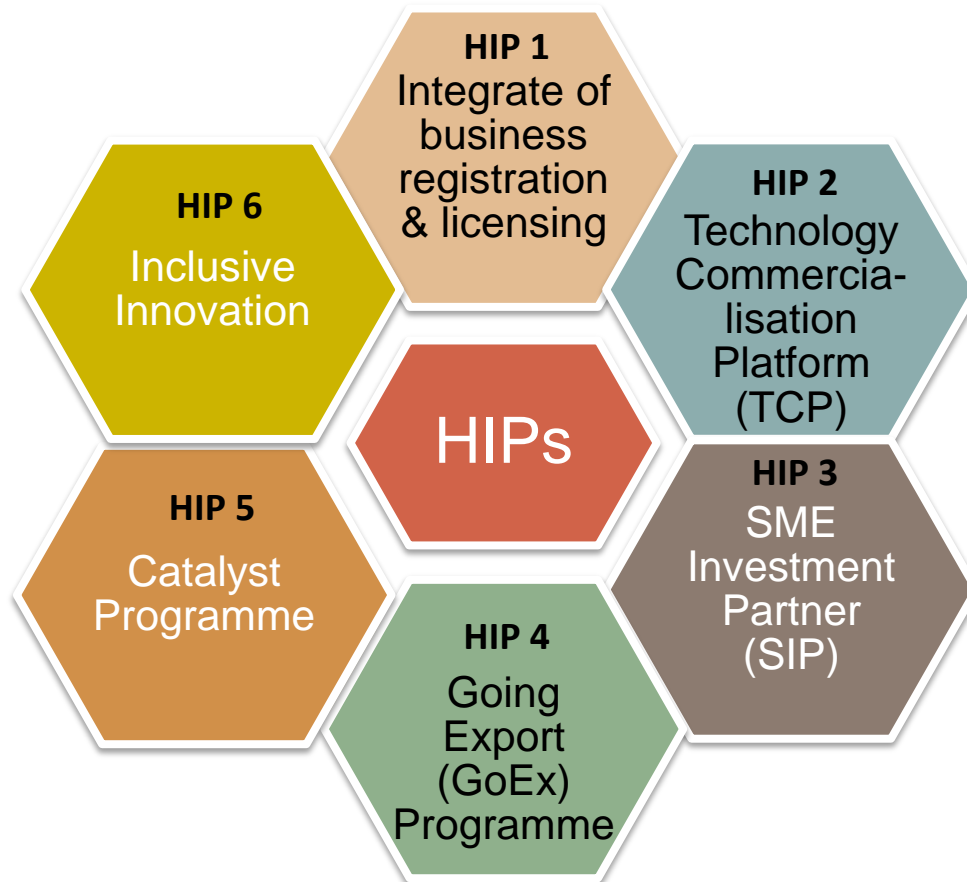 HIP 1
Integrate of
business
registration
& licensing
HIP 2
Technology
Commercia-
lisation
Platform
(TCP)
HIP 3
SME
Investment
Partner
(SIP)
HIP 4
Going
Export
(GoEx)
Programme
HIP 5
Catalyst
Programme
HIP 6
Inclusive
Innovation
HIPs